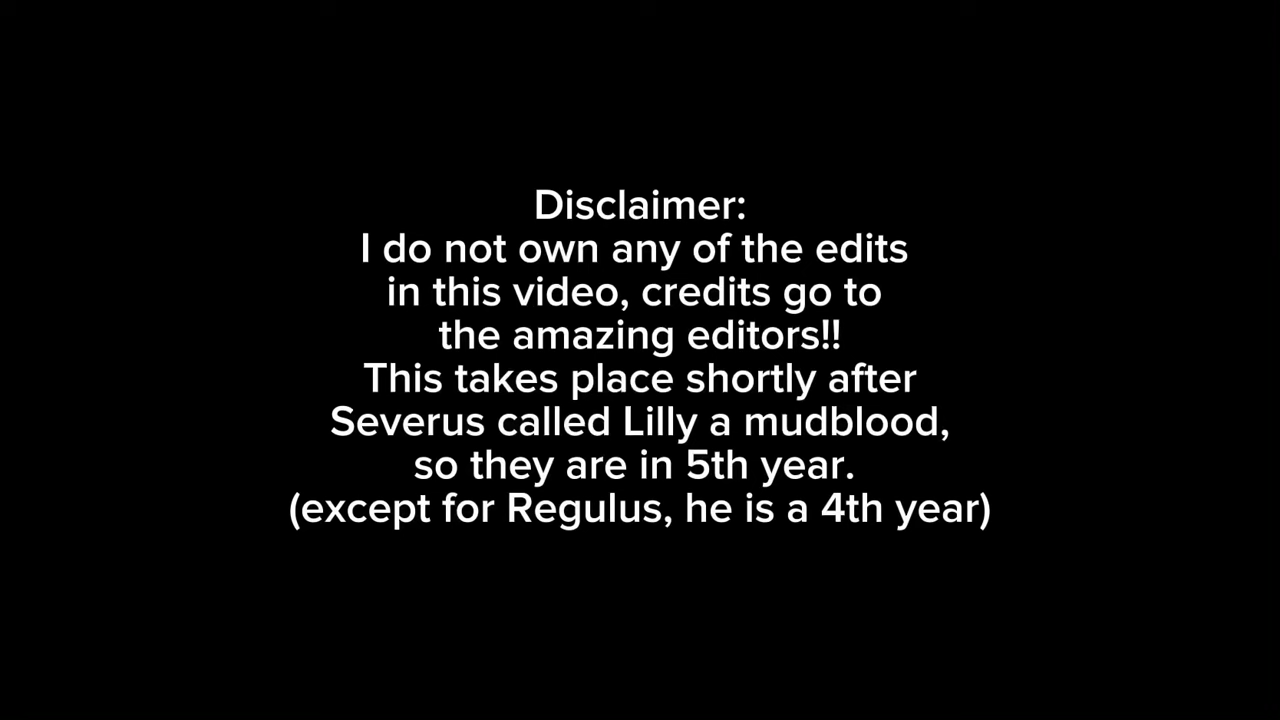 Disclaimer:
I do not own any of the edits
in this video, credits go to
the amazing editors!!
This takes place shortly after
Severus called Lilly a mudblood,
so they are in 5th year.
(except for Regulus, he is a 4th year)